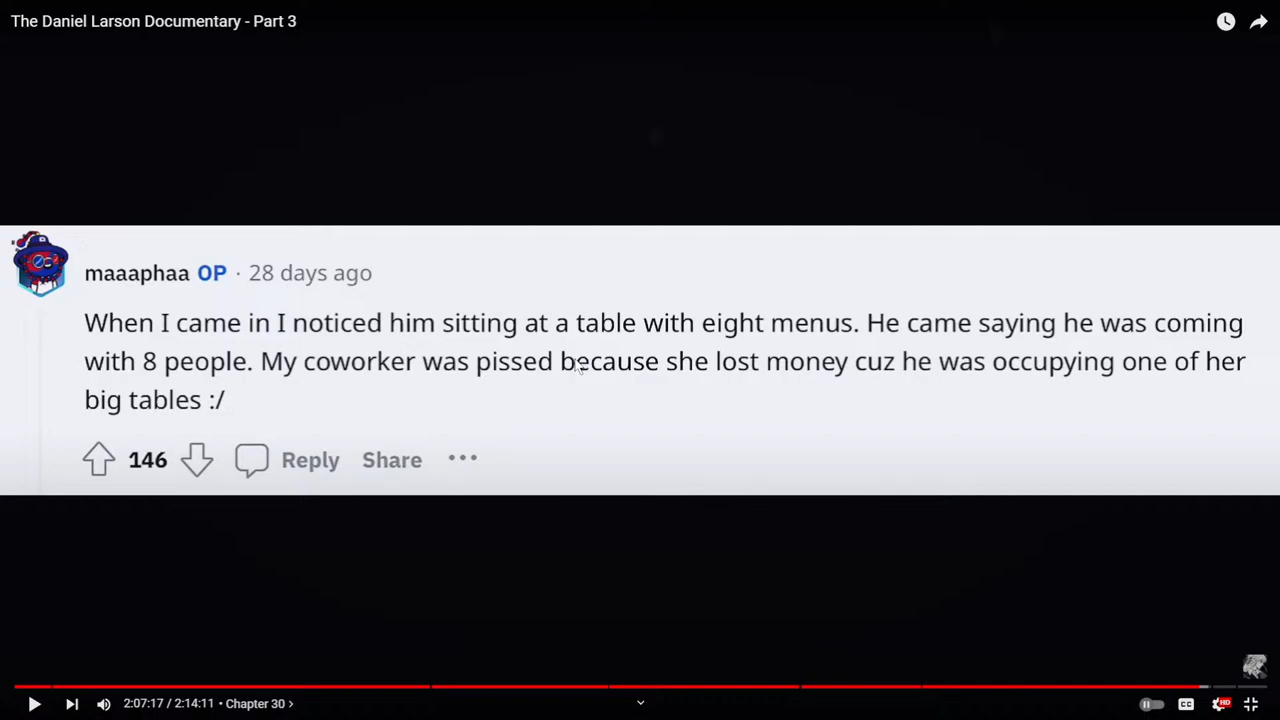 The Daniel Larson Documentary - Part 3
maaaphaa OP · 28 days ago
When I came in I noticed him sitting at a table with eight menus. He came saying he was coming
with 8 people. My coworker was pissed because she lost money cuz he was occupying one of her
big tables :/
146 Reply Share
2:07:17 / 2:14:11 • Chapter 30 ›
CC HD